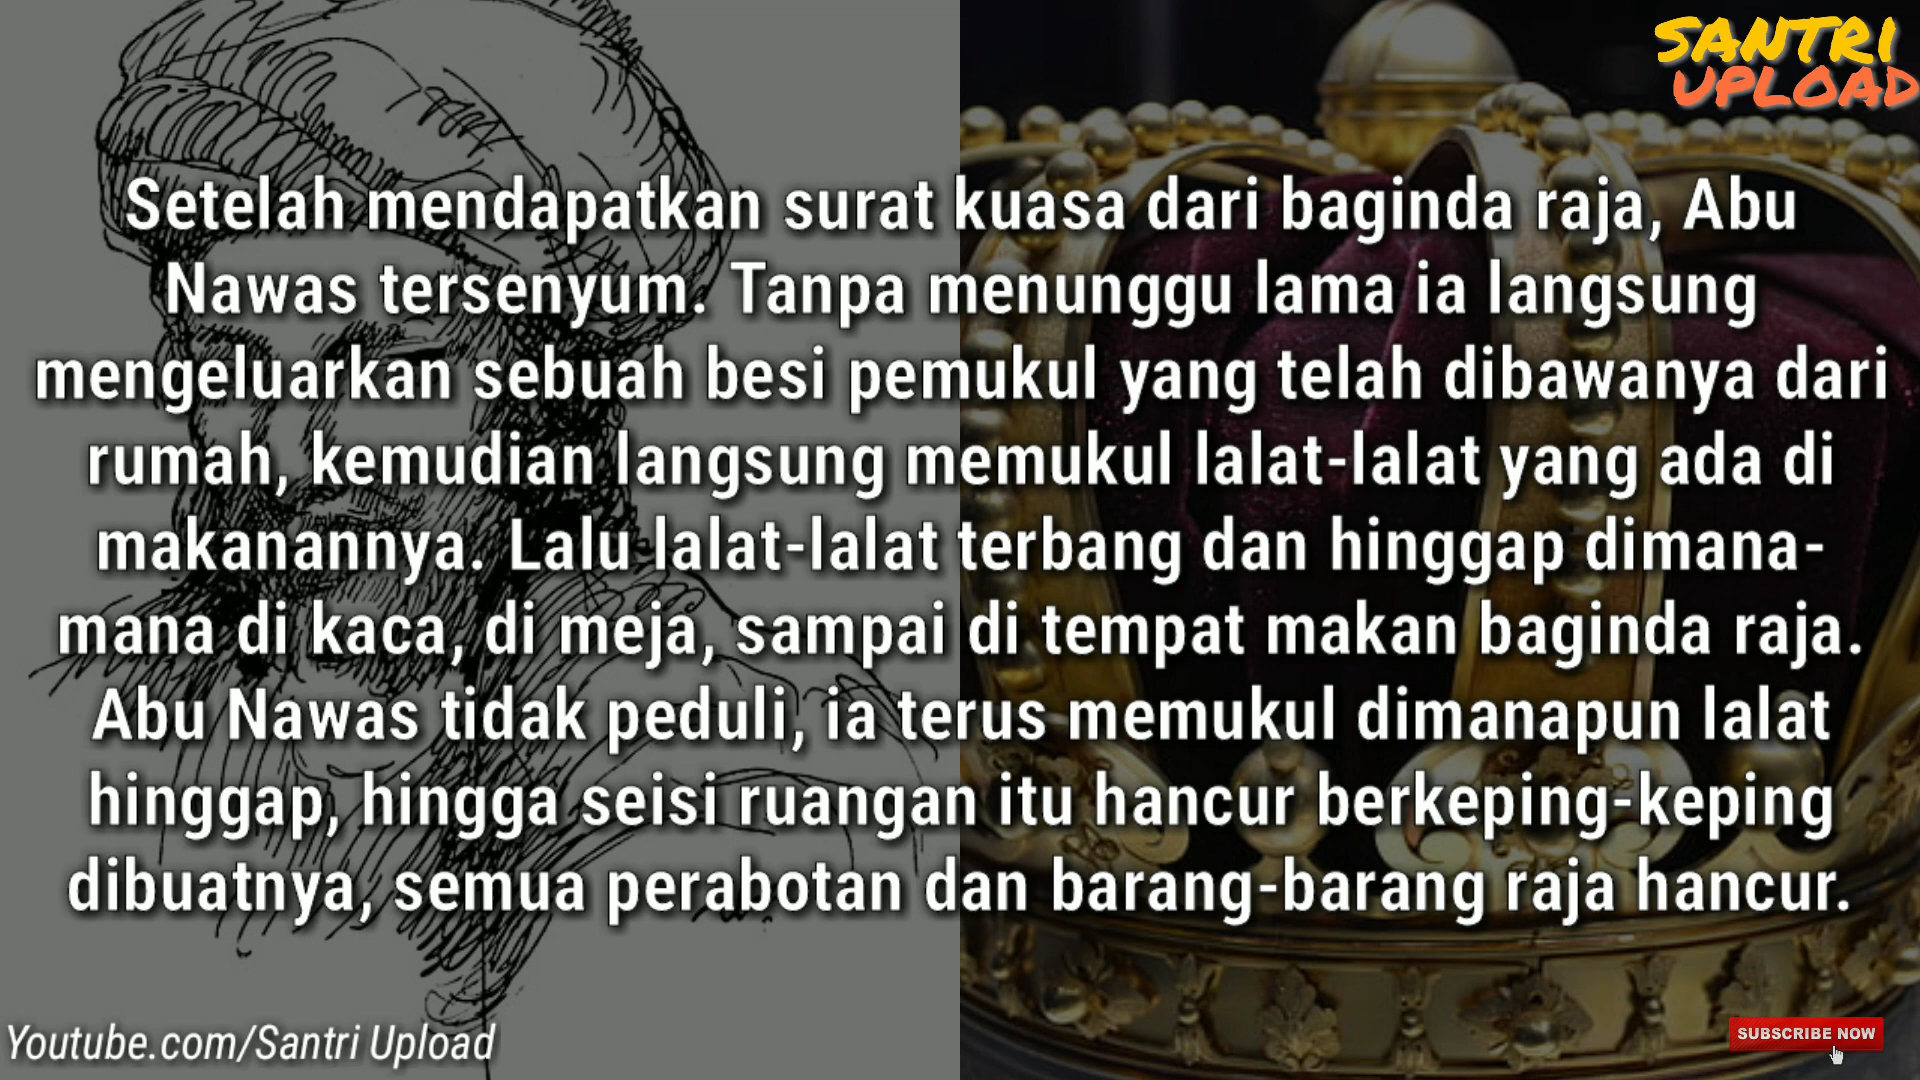 SANTRI
UPLOAD
Setelah mendapatkan surat kuasa dari baginda raja, Abu
Nawas tersenyum. Tanpa menunggu lama ia langsung
mengeluarkan sebuah besi pemukul yang telah dibawanya dari
rumah, kemudian langsung memukul lalat-lalat yang ada di
makanannya. Lalu lalat-lalat terbang dan hinggap dimana-
mana di kaca, di meja, sampai di tempat makan baginda raja.
Abu Nawas tidak peduli, ia terus memukul dimanapun lalat
hinggap, hingga seisi ruangan itu hancur berkeping-keping
dibuatnya, semua perabotan dan barang-barang raja hancur.
Youtube.com/Santri Upload
SUBSCRIBE NOW